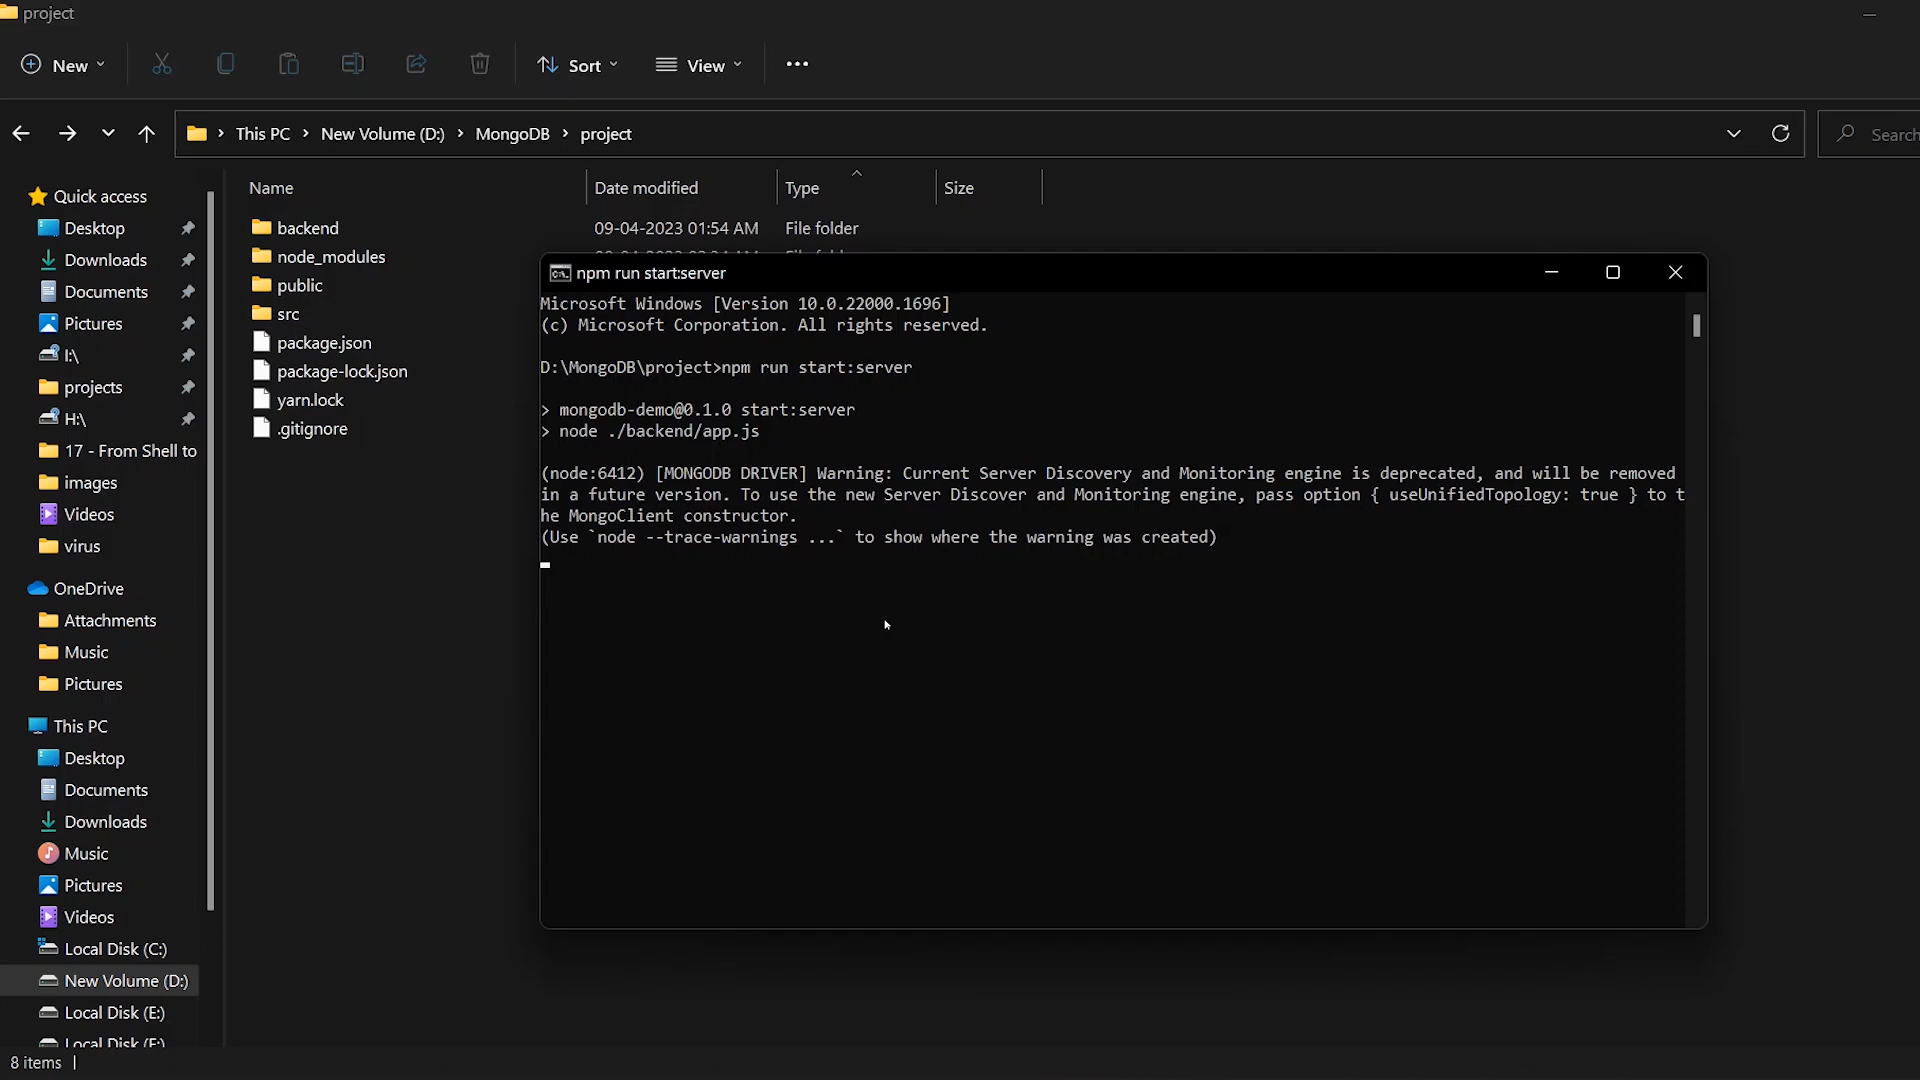 project
New
Sort
View
This PC
New Volume (D:)
MongoDB
project
Search
Name
Date modified
Type
Size
Quick access
Desktop
Downloads
Documents
Pictures
I:\
projects
H:\
17 - From Shell to
images
Videos
virus
OneDrive
Attachments
Music
Pictures
This PC
Desktop
Documents
Downloads
Music
Pictures
Videos
Local Disk (C:)
New Volume (D:)
Local Disk (E:)
backend
09-04-2023 01:54 AM
File folder
node_modules
public
src
package.json
package-lock.json
yarn.lock
.gitignore
npm run start:server
Microsoft Windows [Version 10.0.22000.1696]
(c) Microsoft Corporation. All rights reserved.
D:\MongoDB\project>npm run start:server
> mongodb-demo@0.1.0 start:server
> node ./backend/app.js
(node:6412) [MONGODB DRIVER] Warning: Current Server Discovery and Monitoring engine is deprecated, and will be removed
in a future version. To use the new Server Discover and Monitoring engine, pass option { useUnifiedTopology: true } to t
he MongoClient constructor.
(Use `node --trace-warnings ...` to show where the warning was created)
8 items